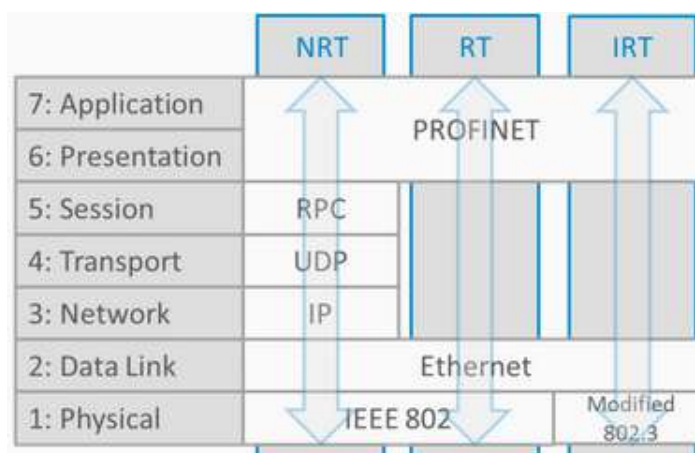 NRT RT IRT
7: Application
PROFINET
6: Presentation
5: Session RPC
4: Transport UDP
3: Network IP
2: Data Link Ethernet
1: Physical IEEE 802 Modified
802.3